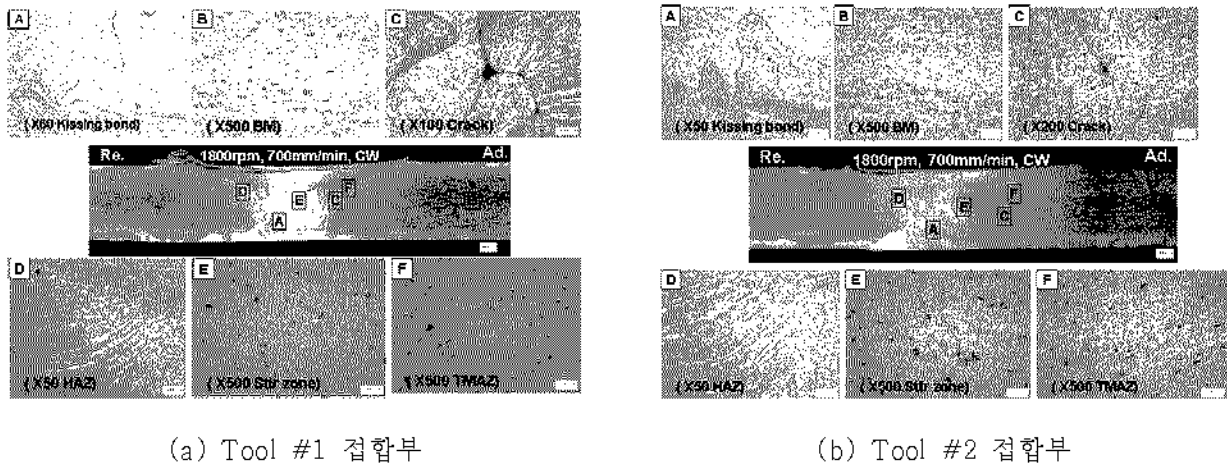 A
B
C
( X50 Kissing bond)
( X500 BM)
( X100 Crack)
Re.
1800rpm, 700mm/min, CW
Ad.
D
E
F
C
A
D
E
F
( X50 HAZ)
( X500 Stir zone)
( X500 TMAZ)
(a) Tool #1 접합부
A
B
C
( X50 Kissing bond)
( X500 BM)
( X200 Crack)
Re.
1800rpm, 700mm/min, CW
Ad.
D
E
F
C
A
D
E
F
( X50 HAZ)
( X500 Stir zone)
( X500 TMAZ)
(b) Tool #2 접합부